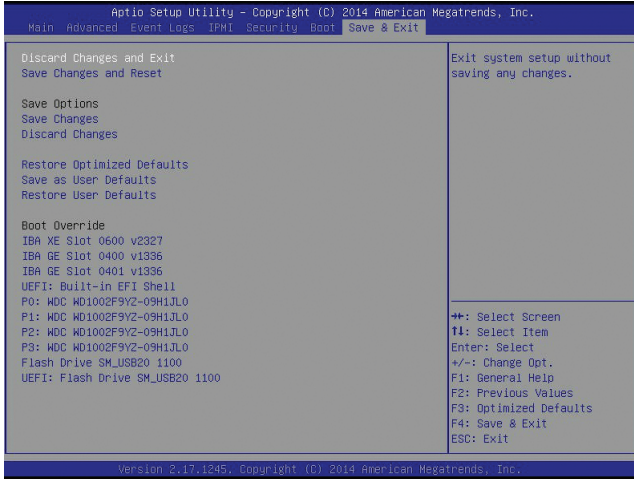 Aptio Setup Utility – Copyright (C) 2014 American Megatrends, Inc.
Main Advanced Event Logs IPMI Security Boot Save & Exit
Discard Changes and Exit
Save Changes and Reset
Save Options
Save Changes
Discard Changes
Restore Optimized Defaults
Save as User Defaults
Restore User Defaults
Boot Override
IBA XE Slot 0600 v2327
IBA GE Slot 0400 v1336
IBA GE Slot 0401 v1336
UEFI: Built-in EFI Shell
P0: WDC WD1002F9YZ-09H1JL0
P1: WDC WD1002F9YZ-09H1JL0
P2: WDC WD1002F9YZ-09H1JL0
P3: WDC WD1002F9YZ-09H1JL0
Flash Drive SM_USB20 1100
UEFI: Flash Drive SM_USB20 1100
Exit system setup without
saving any changes.
→←: Select Screen
↑↓: Select Item
Enter: Select
+/-: Change Opt.
F1: General Help
F2: Previous Values
F3: Optimized Defaults
F4: Save & Exit
ESC: Exit
Version 2.17.1245. Copyright (C) 2014 American Megatrends, Inc.